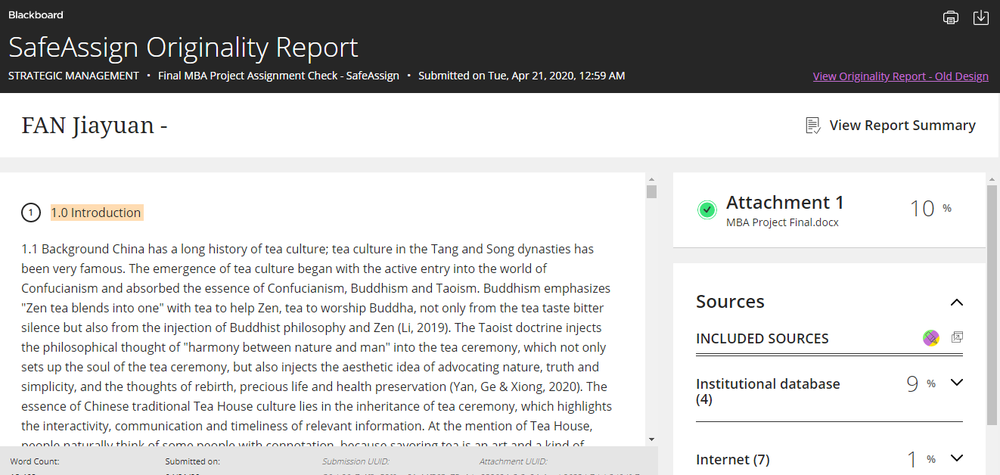 Blackboard
SafeAssign Originality Report
STRATEGIC MANAGEMENT • Final MBA Project Assignment Check - SafeAssign • Submitted on Tue, Apr 21, 2020, 12:59 AM
View Originality Report - Old Design
FAN Jiayuan -
View Report Summary
1 1.0 Introduction
1.1 Background China has a long history of tea culture; tea culture in the Tang and Song dynasties has
been very famous. The emergence of tea culture began with the active entry into the world of
Confucianism and absorbed the essence of Confucianism, Buddhism and Taoism. Buddhism emphasizes
"Zen tea blends into one" with tea to help Zen, tea to worship Buddha, not only from the tea taste bitter
silence but also from the injection of Buddhist philosophy and Zen (Li, 2019). The Taoist doctrine injects
the philosophical thought of "harmony between nature and man" into the tea ceremony, which not only
sets up the soul of the tea ceremony, but also injects the aesthetic idea of advocating nature, truth and
simplicity, and the thoughts of rebirth, precious life and health preservation (Yan, Ge & Xiong, 2020). The
essence of Chinese traditional Tea House culture lies in the inheritance of tea ceremony, which highlights
the interactivity, communication and timeliness of relevant information. At the mention of Tea House,
people naturally think of some people with connotation, because savoring tea is an art and a kind of
Word Count:
Submitted on:
Submission UUID:
Attachment UUID:
Attachment 1
10 %
MBA Project Final.docx
Sources
INCLUDED SOURCES
Institutional database
(4)
9 %
Internet (7)
1 %